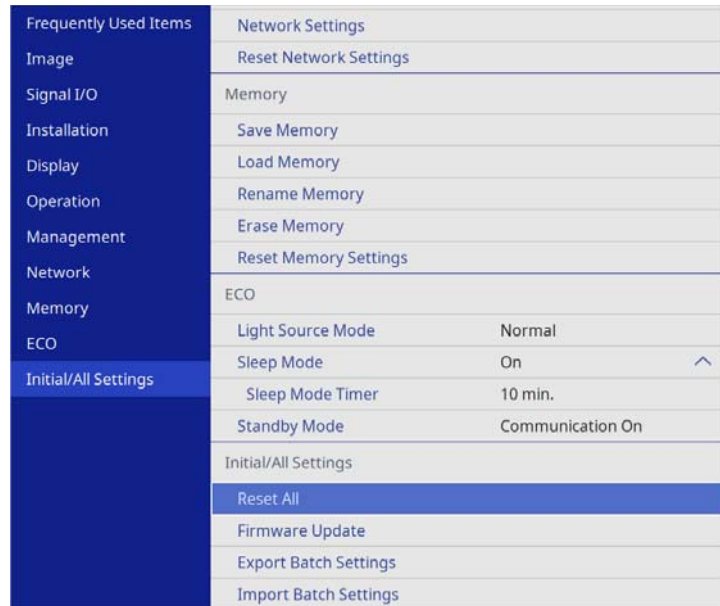 Frequently Used Items
Image
Signal I/O
Installation
Display
Operation
Management
Network
Memory
ECO
Initial/All Settings
Network Settings
Reset Network Settings
Memory
Save Memory
Load Memory
Rename Memory
Erase Memory
Reset Memory Settings
ECO
Light Source Mode Normal
Sleep Mode On
Sleep Mode Timer 10 min.
Standby Mode Communication On
Initial/All Settings
Reset All
Firmware Update
Export Batch Settings
Import Batch Settings